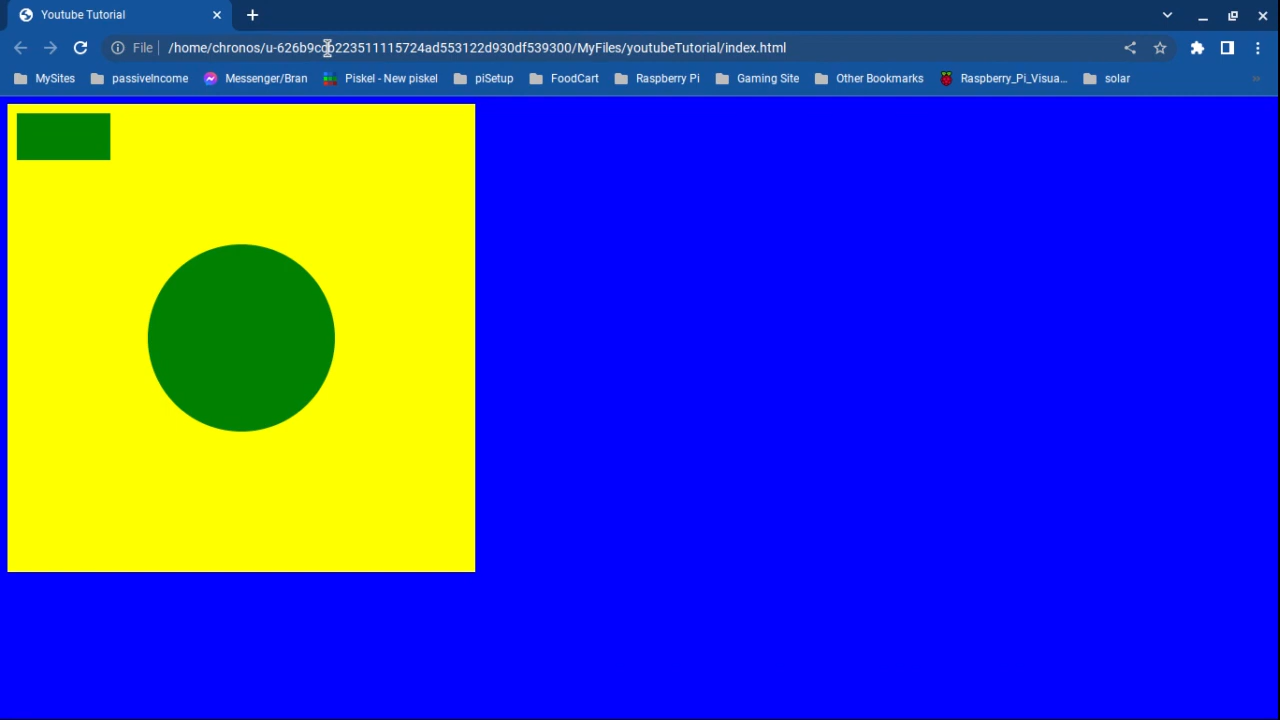 Youtube Tutorial
File /home/chronos/u-626b9ccb223511115724ad553122d930df539300/MyFiles/youtubeTutorial/index.html
MySites passiveIncome Messenger/Bran Piskel - New piskel piSetup FoodCart Raspberry Pi Gaming Site Other Bookmarks Raspberry_Pi_Visua... solar